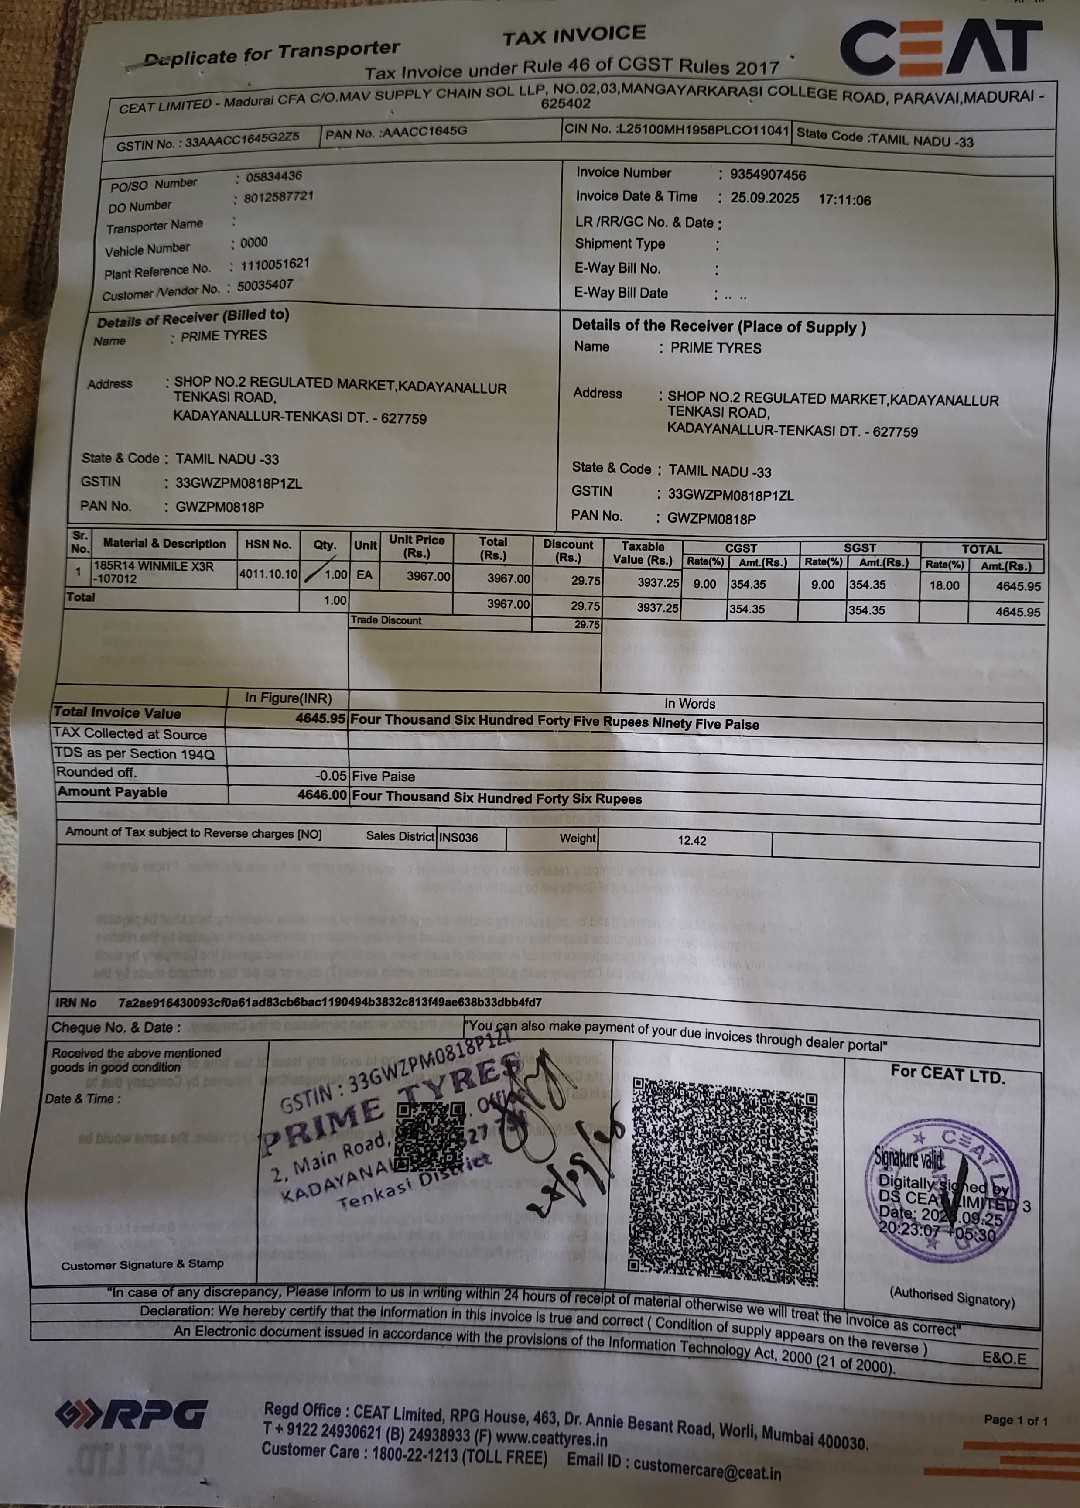 Duplicate for Transporter
TAX INVOICE
CEAT
Tax Invoice under Rule 46 of CGST Rules 2017
CEAT LIMITED - Madurai CFA C/O.MAV SUPPLY CHAIN SOL LLP, NO.02,03,MANGAYARKARASI COLLEGE ROAD, PARAVAI,MADURAI -
625402
GSTIN No. : 33AAACC1645G2Z5 PAN No. :AAACC1645G CIN No. :L25100MH1958PLCO11041 State Code :TAMIL NADU -33
PO/SO Number : 05834436
DO Number : 8012587721
Transporter Name :
Vehicle Number : 0000
Plant Reference No. : 1110051621
Customer /Vendor No. : 50035407
Invoice Number : 9354907456
Invoice Date & Time : 25.09.2025 17:11:06
LR /RR/GC No. & Date :
Shipment Type :
E-Way Bill No. :
E-Way Bill Date : .. ..
Details of Receiver (Billed to)
Name : PRIME TYRES
Address : SHOP NO.2 REGULATED MARKET,KADAYANALLUR
TENKASI ROAD,
KADAYANALLUR-TENKASI DT. - 627759
State & Code : TAMIL NADU -33
GSTIN : 33GWZPM0818P1ZL
PAN No. : GWZPM0818P
Details of the Receiver (Place of Supply )
Name : PRIME TYRES
Address : SHOP NO.2 REGULATED MARKET,KADAYANALLUR
TENKASI ROAD,
KADAYANALLUR-TENKASI DT. - 627759
State & Code : TAMIL NADU -33
GSTIN : 33GWZPM0818P1ZL
PAN No. : GWZPM0818P
Sr. No. Material & Description HSN No. Qty. Unit Unit Price (Rs.) Total (Rs.) Discount (Rs.) Taxable Value (Rs.) CGST SGST TOTAL
Rate(%) Amt.(Rs.) Rate(%) Amt.(Rs.) Rate(%) Amt.(Rs.)
1 185R14 WINMILE X3R -107012 4011.10.10 1.00 EA 3967.00 3967.00 29.75 3937.25 9.00 354.35 9.00 354.35 18.00 4645.95
Total 1.00 3967.00 29.75 3937.25 354.35 354.35 4645.95
Trade Discount 29.75
In Figure(INR) In Words
Total Invoice Value 4645.95 Four Thousand Six Hundred Forty Five Rupees Ninety Five Paise
TAX Collected at Source
TDS as per Section 194Q
Rounded off. -0.05 Five Paise
Amount Payable 4646.00 Four Thousand Six Hundred Forty Six Rupees
Amount of Tax subject to Reverse charges [NO] Sales District INS036 Weight 12.42
IRN No 7a2ae916430093cf0a61ad83cb6bac1190494b3832c813f49ae638b33dbb4fd7
Cheque No. & Date : "You can also make payment of your due invoices through dealer portal"
Received the above mentioned
goods in good condition
Date & Time :
Customer Signature & Stamp
GSTIN : 33GWZPM0818P1ZL
PRIME TYRES
2, Main Road,
Tenkasi District
For CEAT LTD.
Signature valid
Digitally signed by
DS CEAT LIMITED 3
Date: 2025.09.25
20:23:07 +05:30
(Authorised Signatory)
"In case of any discrepancy, Please inform to us in writing within 24 hours of receipt of material otherwise we will treat the invoice as correct"
Declaration: We hereby certify that the Information in this invoice is true and correct ( Condition of supply appears on the reverse )
An Electronic document issued in accordance with the provisions of the Information Technology Act, 2000 (21 of 2000).
E&O.E
RPG
Regd Office : CEAT Limited, RPG House, 463, Dr. Annie Besant Road, Worli, Mumbai 400030.
T + 9122 24930621 (B) 24938933 (F) www.ceattyres.in
Customer Care : 1800-22-1213 (TOLL FREE) Email ID : customercare@ceat.in
Page 1 of 1